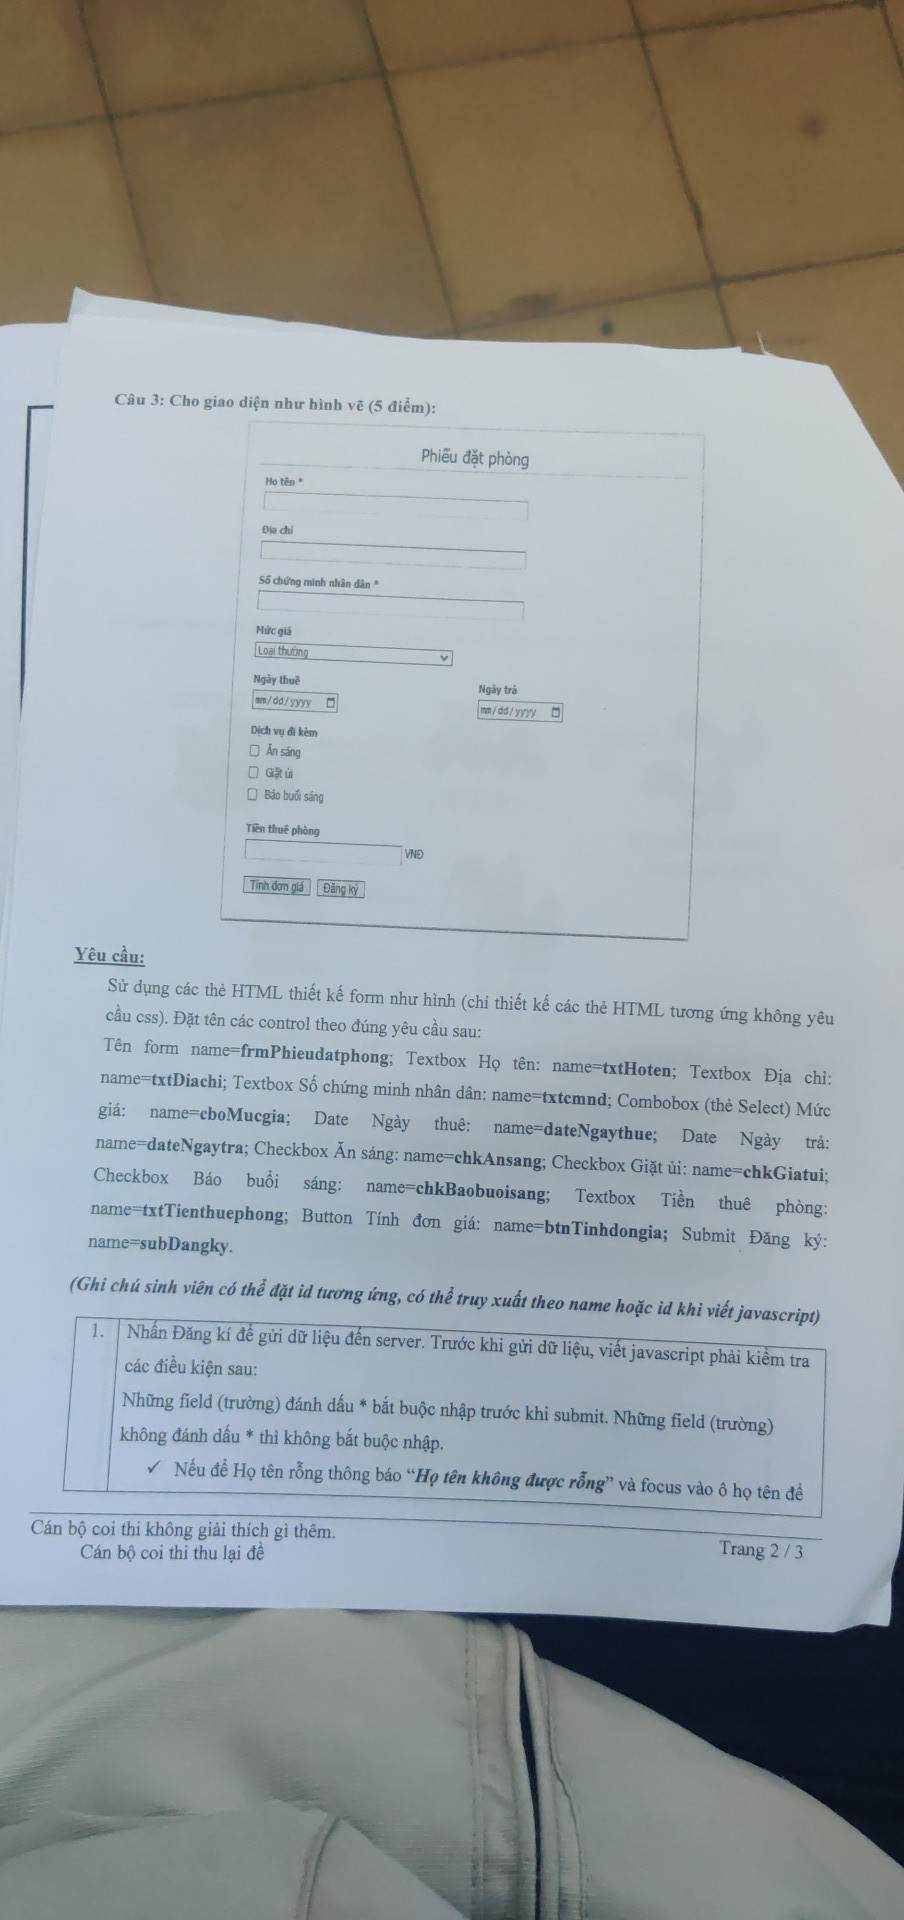 Câu 3: Cho giao diện như hình vẽ (5 điểm):
Phiếu đặt phòng
Họ tên *
Địa chỉ
Số chứng minh nhân dân *
Mức giá
Loại thường
Ngày thuê
Ngày trả
mm/dd/yyyy
mm/dd/yyyy
Dịch vụ đi kèm
Ăn sáng
Giặt ủi
Báo buổi sáng
Tiền thuê phòng
VNĐ
Tính đơn giá Đăng ký
Yêu cầu:
Sử dụng các thẻ HTML thiết kế form như hình (chỉ thiết kế các thẻ HTML tương ứng không yêu
cầu css). Đặt tên các control theo đúng yêu cầu sau:
Tên form name=frmPhieudatphong; Textbox Họ tên: name=txtHoten; Textbox Địa chỉ:
name=txtDiachi; Textbox Số chứng minh nhân dân: name=txtcmnd; Combobox (thẻ Select) Mức
giá: name=cboMucgia; Date Ngày thuê: name=dateNgaythue; Date Ngày trả:
name=dateNgaytra; Checkbox Ăn sáng: name=chkAnsang; Checkbox Giặt ủi: name=chkGiatui;
Checkbox Báo buổi sáng: name=chkBaobuoisang; Textbox Tiền thuê phòng:
name=txtTienthuephong; Button Tính đơn giá: name=btnTinhdongia; Submit Đăng ký:
name=subDangky.
(Ghi chú sinh viên có thể đặt id tương ứng, có thể truy xuất theo name hoặc id khi viết javascript)
1. Nhấn Đăng kí để gửi dữ liệu đến server. Trước khi gửi dữ liệu, viết javascript phải kiểm tra
các điều kiện sau:
Những field (trường) đánh dấu * bắt buộc nhập trước khi submit. Những field (trường)
không đánh dấu * thì không bắt buộc nhập.
✓ Nếu để Họ tên rỗng thông báo “Họ tên không được rỗng” và focus vào ô họ tên để
Cán bộ coi thi không giải thích gì thêm.
Cán bộ coi thi thu lại đề
Trang 2 / 3